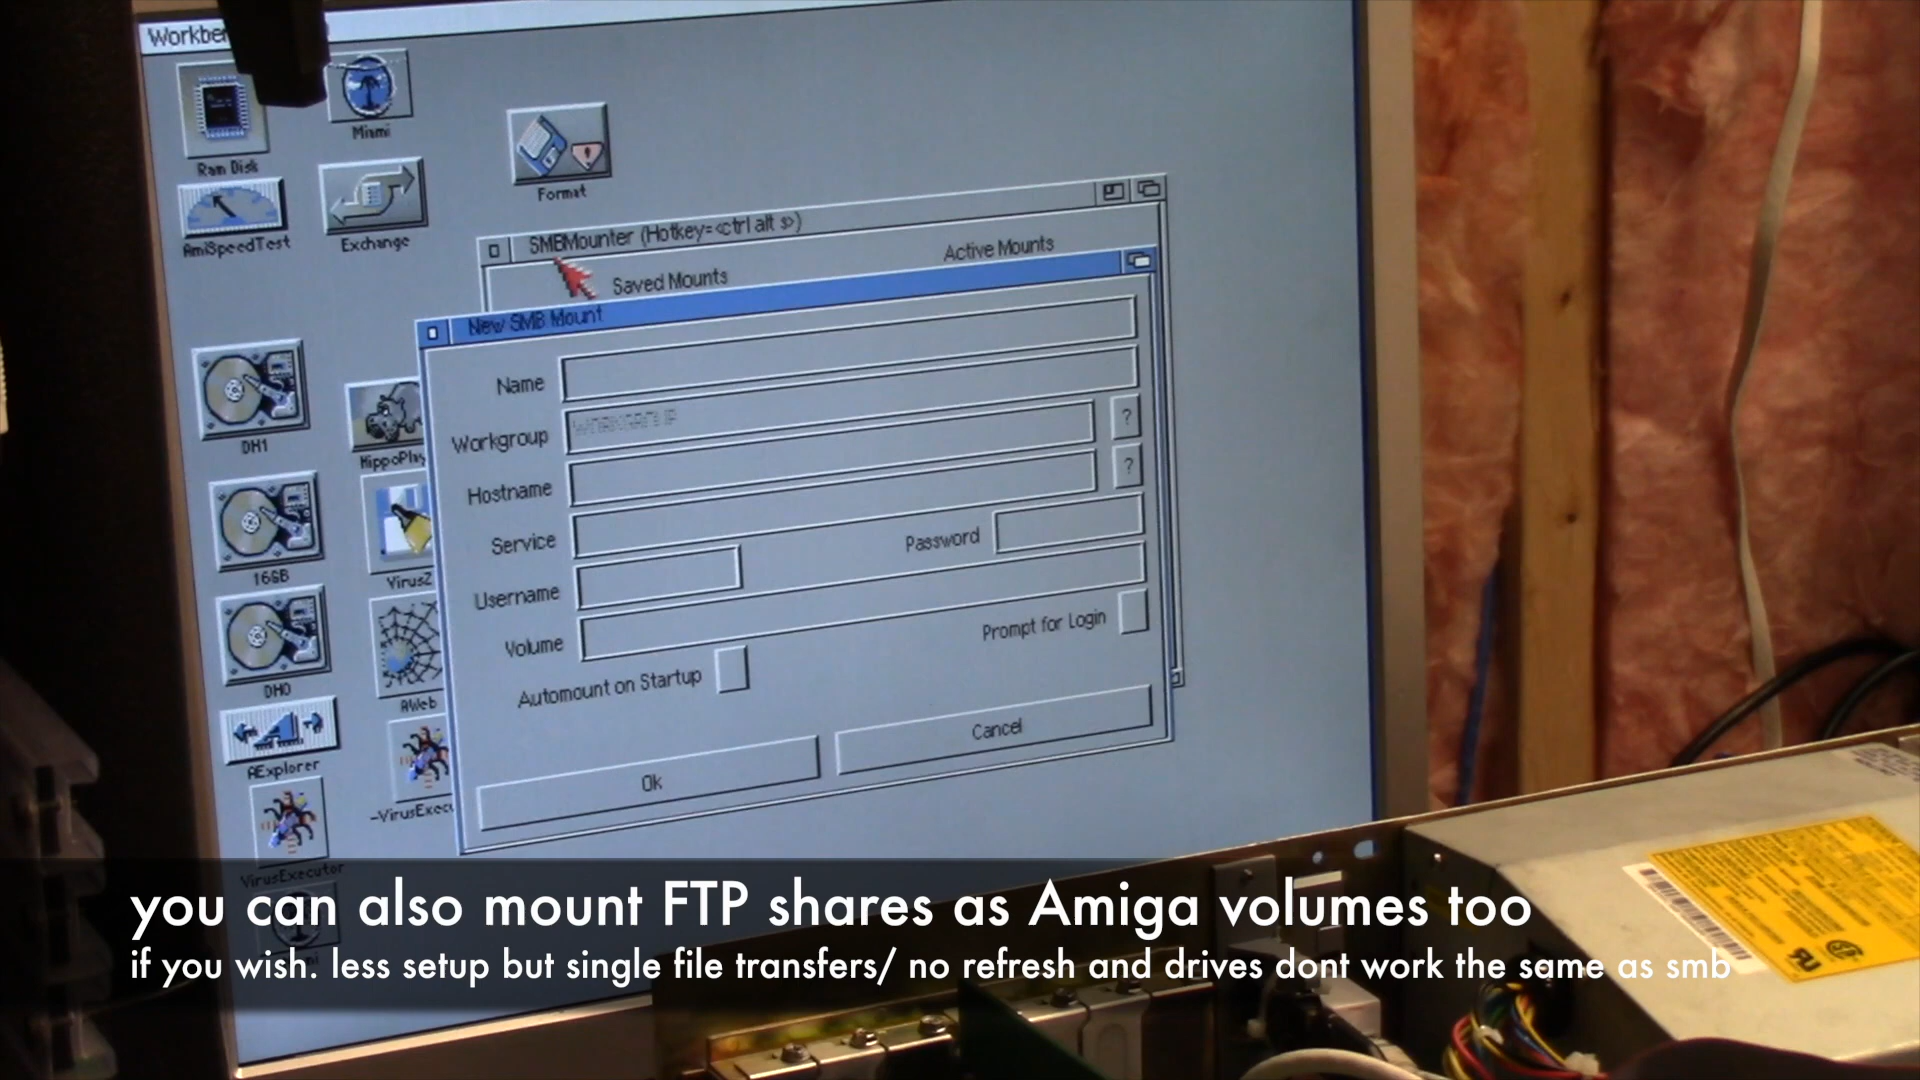 Workben
Ram Disk
Miami
Format
AmiSpeedTest
Exchange
SMBMounter (Hotkey=<ctrl alt s>)
Saved Mounts
Active Mounts
New SMB Mount
Name
Workgroup
WORKGROUP
?
Hostname
?
Service
Username
Password
Volume
Automount on Startup
Prompt for Login
Ok
Cancel
DH1
HippoPlay
16GB
VirusZ
DH0
AWeb
AExplorer
~VirusExecu
VirusExecutor
you can also mount FTP shares as Amiga volumes too
if you wish. less setup but single file transfers/ no refresh and drives dont work the same as smb